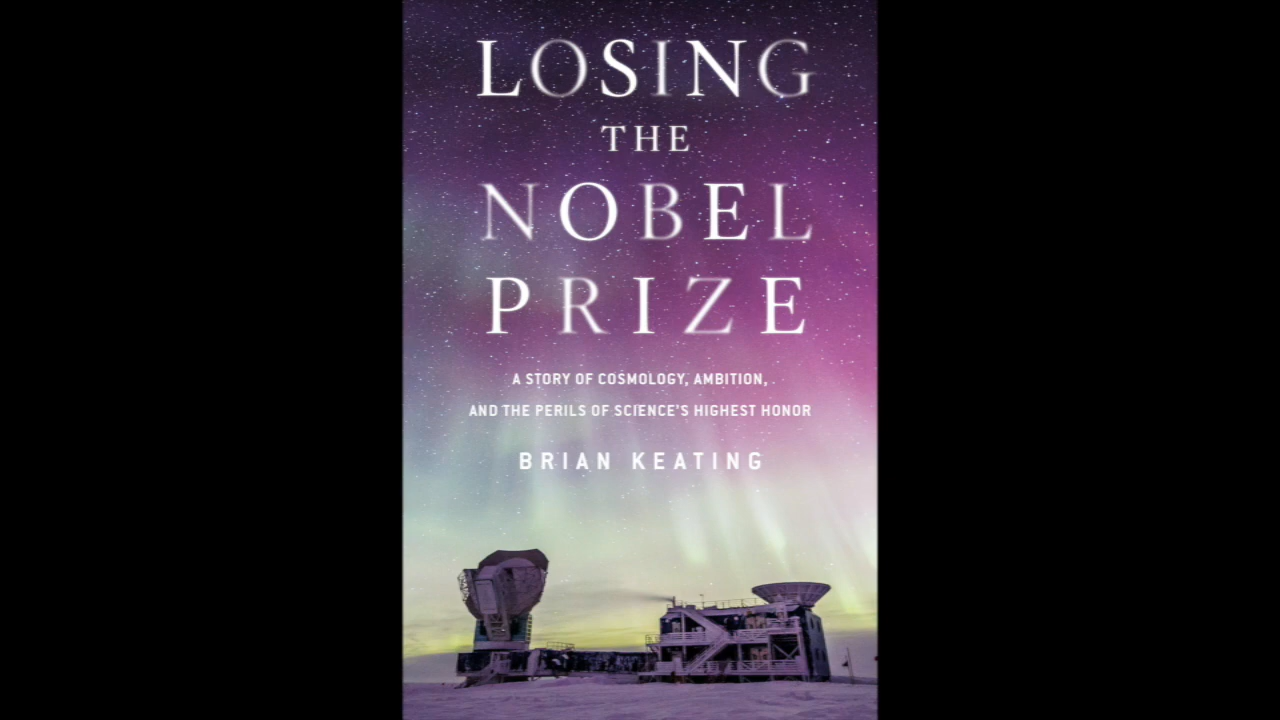 LOSING
THE
NOBEL
PRIZE
A STORY OF COSMOLOGY, AMBITION,
AND THE PERILS OF SCIENCE'S HIGHEST HONOR
BRIAN KEATING